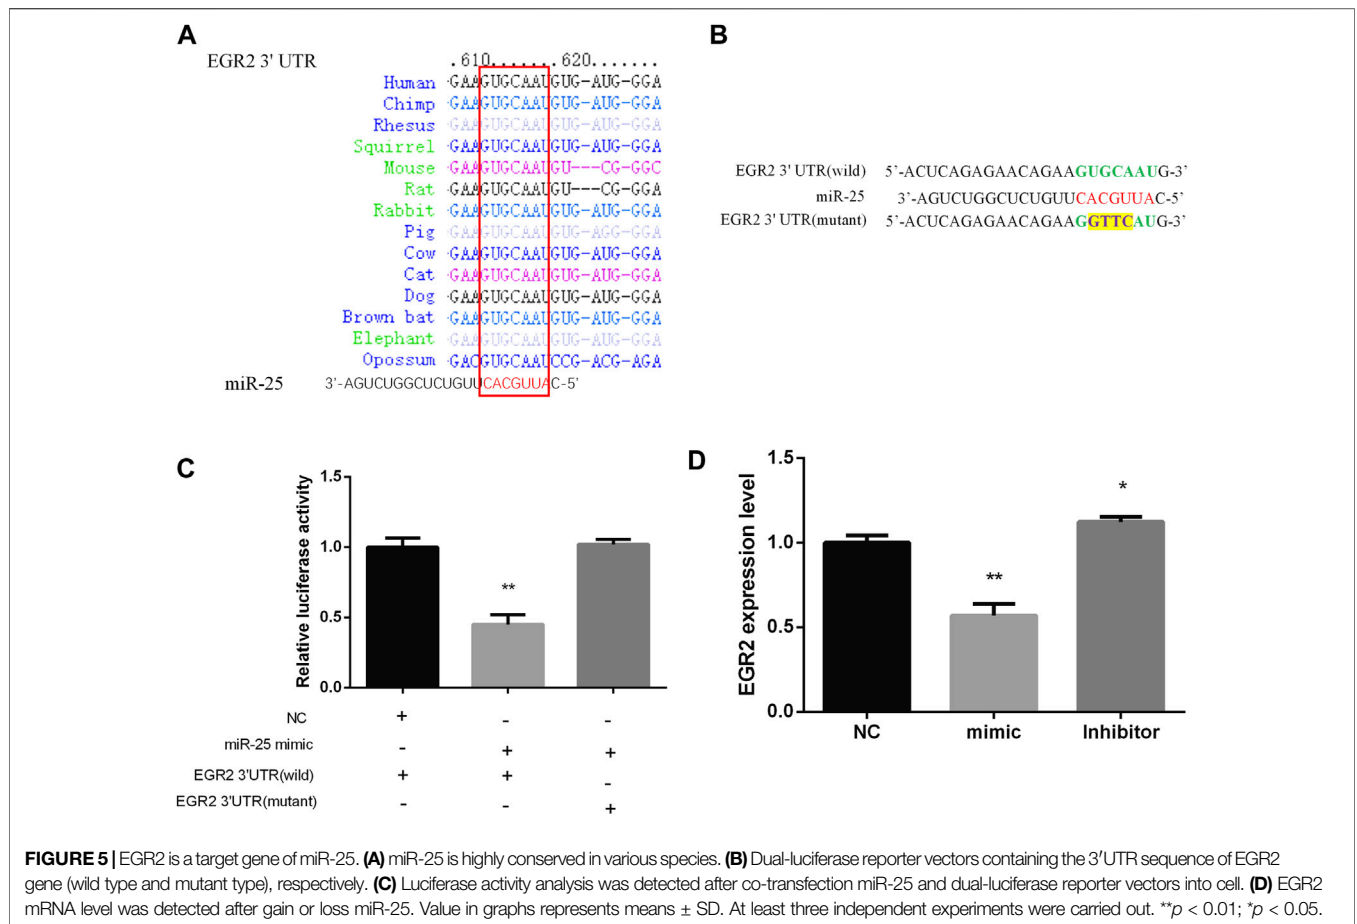 A
EGR2 3' UTR .610.......620.......
Human GAAGUGCAAUGUG-AUG-GGA
Chimp GAAGUGCAAUGUG-AUG-GGA
Rhesus GAAGUGCAAUGUG-AUG-GGA
Squirrel GAAGUGCAAUGUG-AUG-GGA
Mouse GAAGUGCAAUGU---CG-GGC
Rat GAAGUGCAAUGU---CG-GGA
Rabbit GAAGUGCAAUGUG-AUG-GGA
Pig GAAGUGCAAUGUG-AGG-GGA
Cow GAAGUGCAAUGUG-AUG-GGA
Cat GAAGUGCAAUGUG-AUG-GGA
Dog GAAGUGCAAUGUG-AUG-GGA
Brown bat GAAGUGCAAUGUG-AUG-GGA
Elephant GAAGUGCAAUGUG-AUG-GGA
Opossum GACGUGCAAUCCG-ACG-AGA
miR-25 3'-AGUCUGGCUCUGUUCACGUUAC-5'
B
EGR2 3' UTR(wild) 5'-ACUCAGAGAACAGAAGUGCAAUG-3'
miR-25 3'-AGUCUGGCUCUGUUCACGUUAC-5'
EGR2 3' UTR(mutant) 5'-ACUCAGAGAACAGAAGGTTCAUG-3'
C
Relative luciferase activity
1.5
1.0
0.5
0.0
**
NC + - -
miR-25 mimic - + +
EGR2 3'UTR(wild) + + -
EGR2 3'UTR(mutant) - - +
D
EGR2 expression level
1.5
1.0
0.5
0.0
**
*
NC mimic Inhibitor
FIGURE 5 | EGR2 is a target gene of miR-25. (A) miR-25 is highly conserved in various species. (B) Dual-luciferase reporter vectors containing the 3′UTR sequence of EGR2
gene (wild type and mutant type), respectively. (C) Luciferase activity analysis was detected after co-transfection miR-25 and dual-luciferase reporter vectors into cell. (D) EGR2
mRNA level was detected after gain or loss miR-25. Value in graphs represents means ± SD. At least three independent experiments were carried out. **p < 0.01; *p < 0.05.